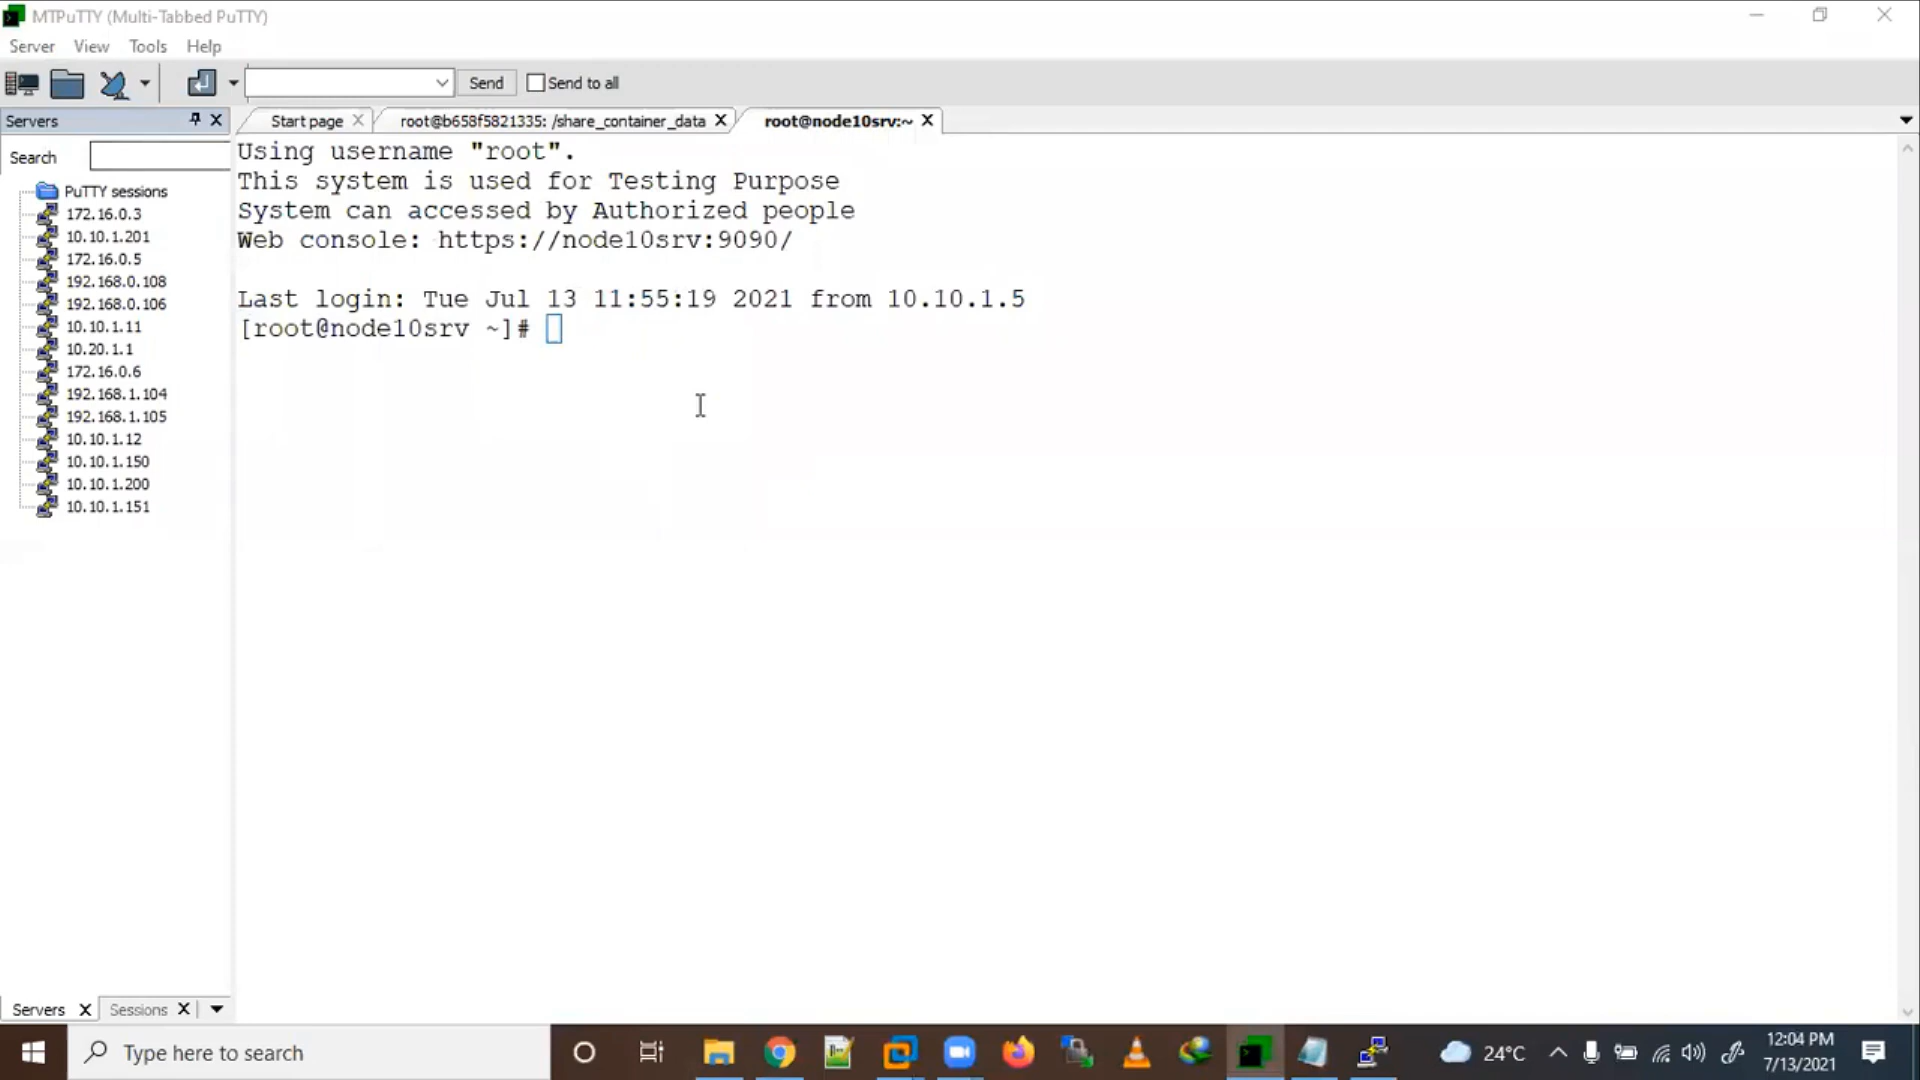 MTPuTTY (Multi-Tabbed PuTTY)
Server View Tools Help
Send Send to all
Servers
Start page root@b658f5821335: /share_container_data root@node10srv:~
Search
PuTTY sessions
172.16.0.3
10.10.1.201
172.16.0.5
192.168.0.108
192.168.0.106
10.10.1.11
10.20.1.1
172.16.0.6
192.168.1.104
192.168.1.105
10.10.1.12
10.10.1.150
10.10.1.200
10.10.1.151
Using username "root".
This system is used for Testing Purpose
System can accessed by Authorized people
Web console: https://node10srv:9090/
Last login: Tue Jul 13 11:55:19 2021 from 10.10.1.5
[root@node10srv ~]#
Servers Sessions
Type here to search
24°C
12:04 PM
7/13/2021